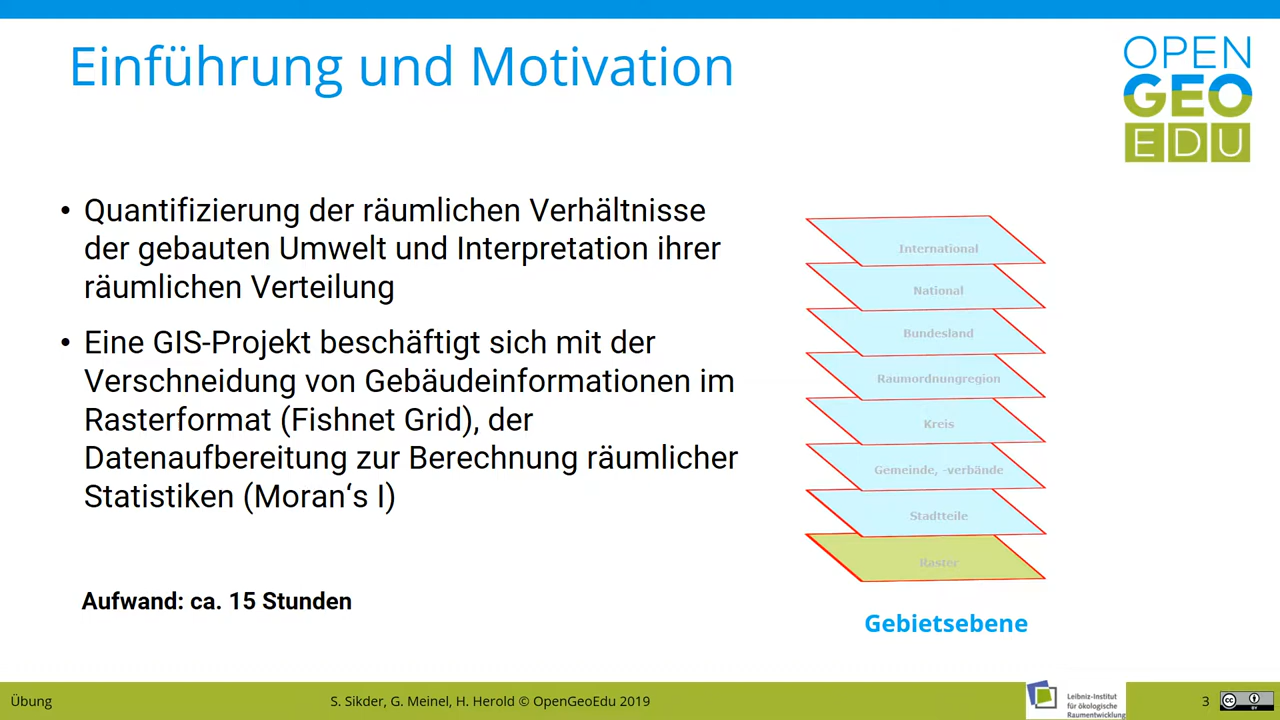 Einführung und Motivation
OPEN
GEO
EDU
• Quantifizierung der räumlichen Verhältnisse
der gebauten Umwelt und Interpretation ihrer
räumlichen Verteilung
• Eine GIS-Projekt beschäftigt sich mit der
Verschneidung von Gebäudeinformationen im
Rasterformat (Fishnet Grid), der
Datenaufbereitung zur Berechnung räumlicher
Statistiken (Moran‘s I)
Aufwand: ca. 15 Stunden
International
National
Bundesland
Raumordnungregion
Kreis
Gemeinde, -verbände
Stadtteile
Raster
Gebietsebene
Übung
S. Sikder, G. Meinel, H. Herold © OpenGeoEdu 2019
Leibniz-Institut
für ökologische
Raumentwicklung
3
cc
BY